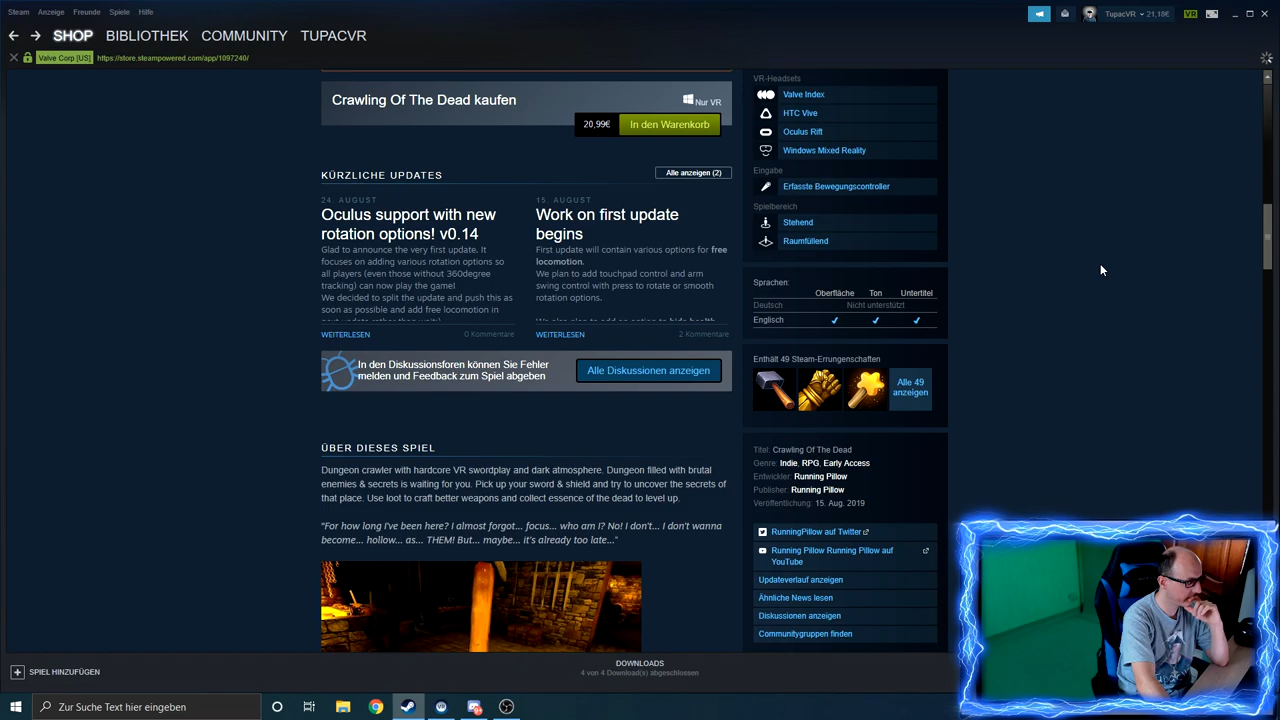 Steam Anzeige Freunde Spiele Hilfe
TupacVR 21,18€ VR
SHOP BIBLIOTHEK COMMUNITY TUPACVR
Valve Corp [US] https://store.steampowered.com/app/1097240/
Crawling Of The Dead kaufen
Nur VR
20,99€ In den Warenkorb
KÜRZLICHE UPDATES Alle anzeigen (2)
24. AUGUST
Oculus support with new
rotation options! v0.14
Glad to announce the very first update. It
focuses on adding various rotation options so
all players (even those without 360degree
tracking) can now play the game!
We decided to split the update and push this as
soon as possible and add free locomotion in
WEITERLESEN 0 Kommentare
15. AUGUST
Work on first update
begins
First update will contain various options for free
locomotion.
We plan to add touchpad control and arm
swing control with press to rotate or smooth
rotation options.
WEITERLESEN 2 Kommentare
In den Diskussionsforen können Sie Fehler
melden und Feedback zum Spiel abgeben
Alle Diskussionen anzeigen
ÜBER DIESES SPIEL
Dungeon crawler with hardcore VR swordplay and dark atmosphere. Dungeon filled with brutal
enemies & secrets is waiting for you. Pick up your sword & shield and try to uncover the secrets of
that place. Use loot to craft better weapons and collect essence of the dead to level up.
"For how long I've been here? I almost forgot... focus... who am I? No! I don't... I don't wanna
become... hollow... as... THEM! But... maybe... it's already too late..."
VR-Headsets
Valve Index
HTC Vive
Oculus Rift
Windows Mixed Reality
Eingabe
Erfasste Bewegungscontroller
Spielbereich
Stehend
Raumfüllend
Sprachen:
Oberfläche Ton Untertitel
Deutsch Nicht unterstützt
Englisch ✔ ✔ ✔
Enthält 49 Steam-Errungenschaften
Alle 49
anzeigen
Titel: Crawling Of The Dead
Genre: Indie, RPG, Early Access
Entwickler: Running Pillow
Publisher: Running Pillow
Veröffentlichung: 15. Aug. 2019
RunningPillow auf Twitter
Running Pillow Running Pillow auf
YouTube
Updateverlauf anzeigen
Ähnliche News lesen
Diskussionen anzeigen
Communitygruppen finden
SPIEL HINZUFÜGEN
DOWNLOADS
4 von 4 Download(s) abgeschlossen
Zur Suche Text hier eingeben